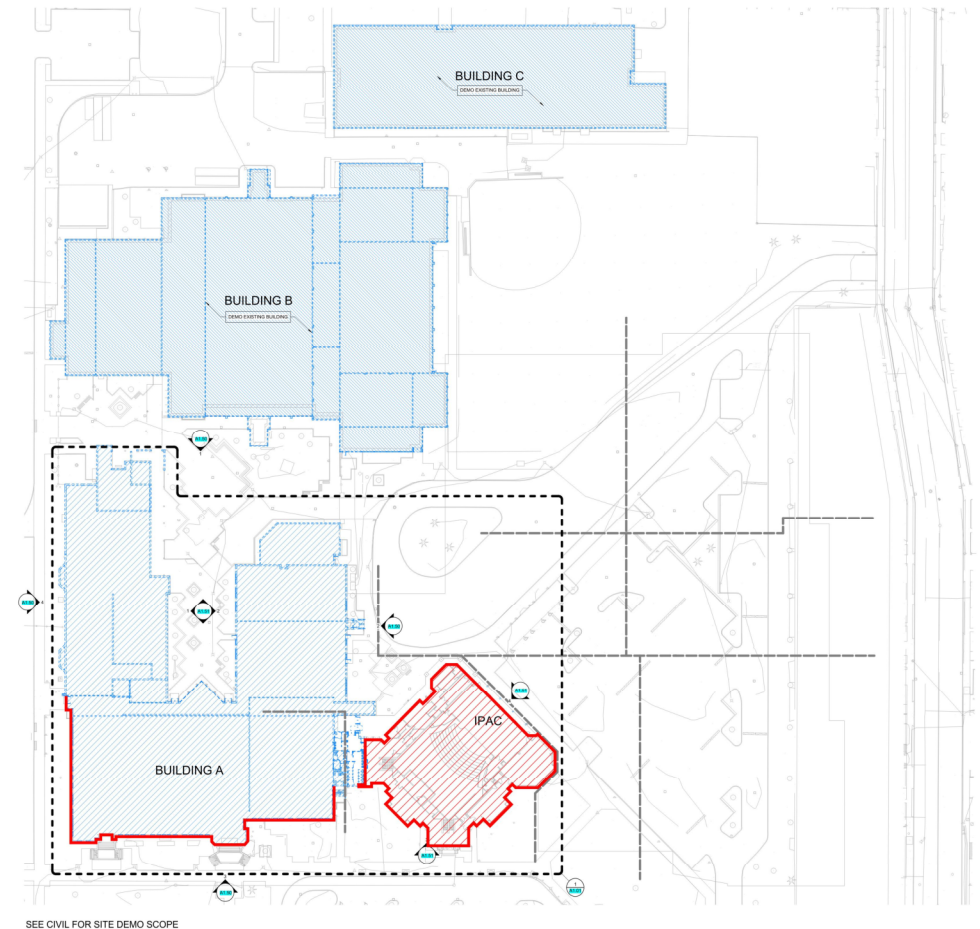 BUILDING C
DEMO EXISTING BUILDING
BUILDING B
DEMO EXISTING BUILDING
IPAC
BUILDING A
SEE CIVIL FOR SITE DEMO SCOPE